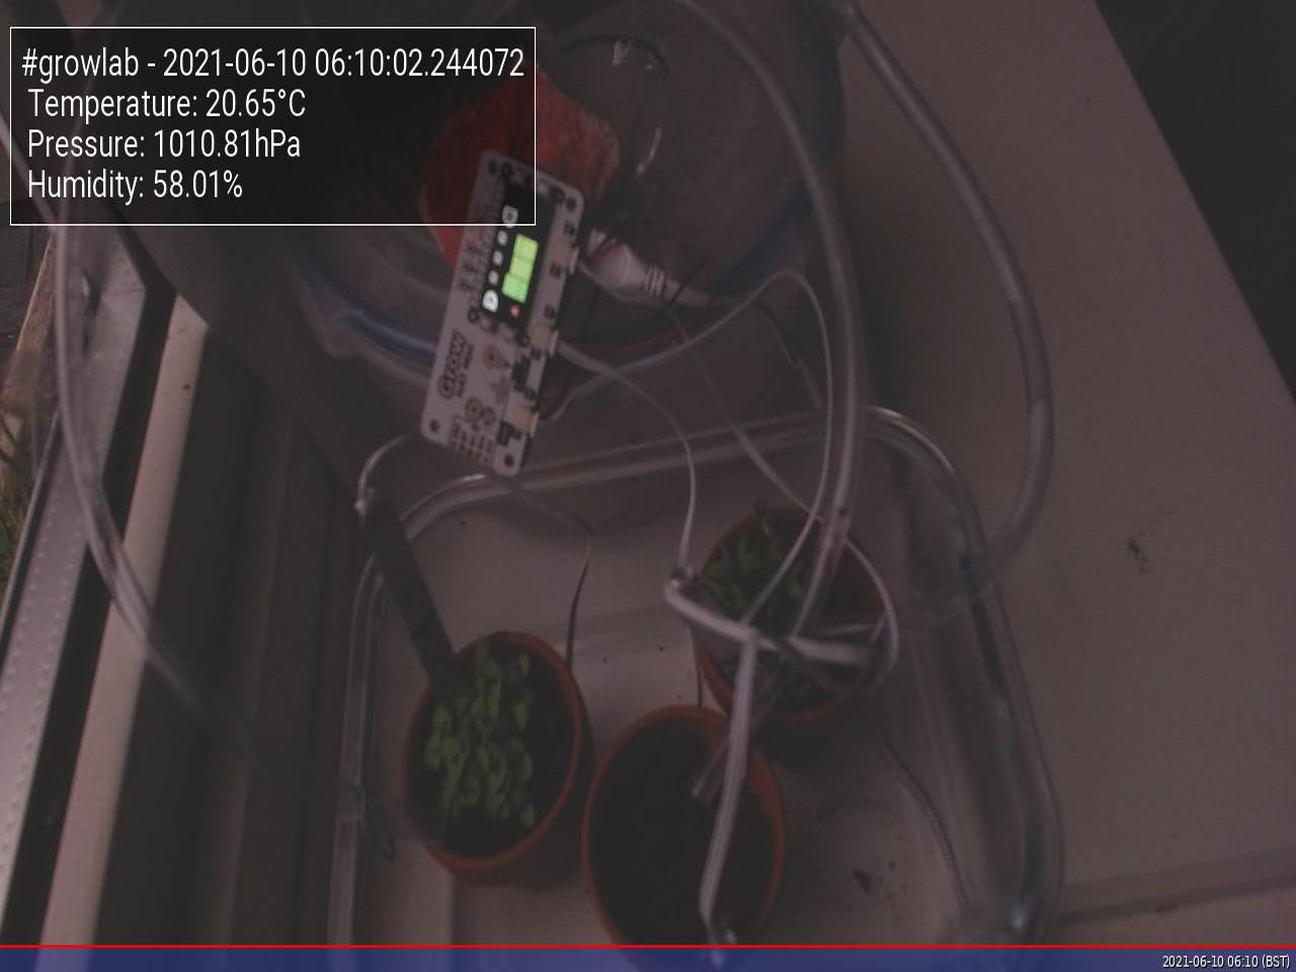 #growlab - 2021-06-10 06:10:02.244072
Temperature: 20.65°C
Pressure: 1010.81hPa
Humidity: 58.01%
GROW
2021-06-10 06:10 (BST)